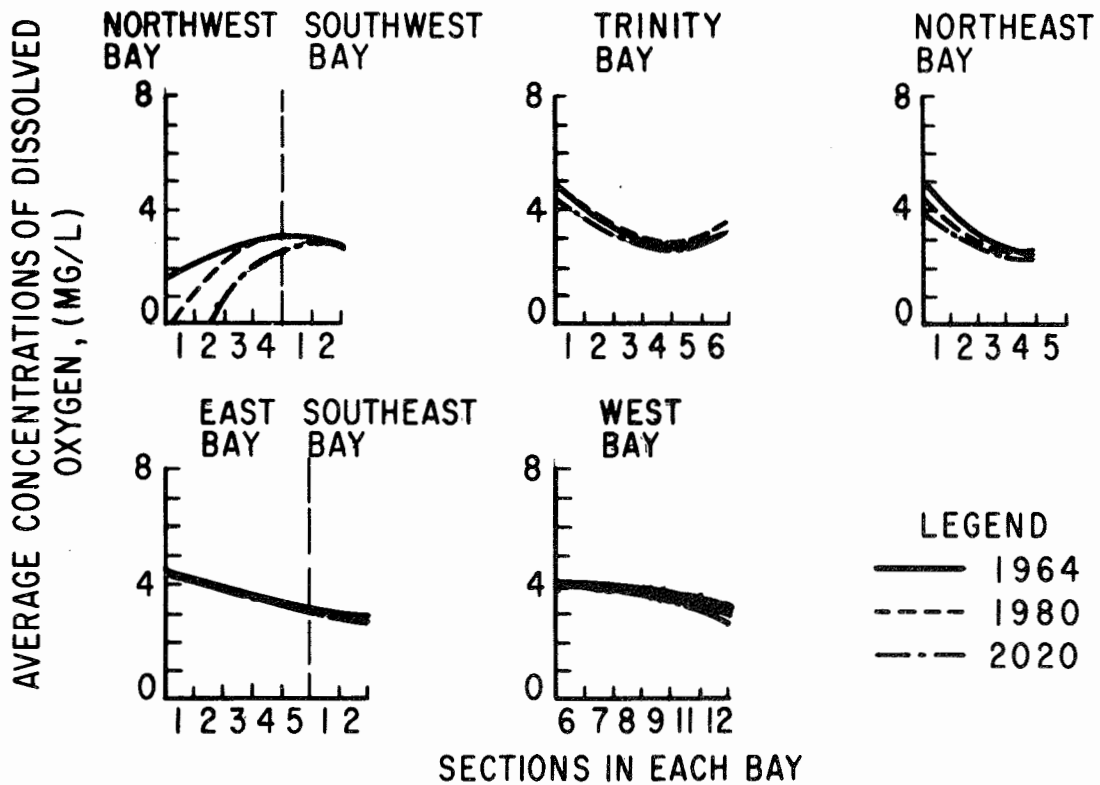 AVERAGE CONCENTRATIONS OF DISSOLVED
OXYGEN, (MG/L)
NORTHWEST
BAY
SOUTHWEST
BAY
8
4
0
1 2 3 4 1 2
TRINITY
BAY
8
4
0
1 2 3 4 5 6
NORTHEAST
BAY
8
4
0
1 2 3 4 5
EAST
BAY
SOUTHEAST
BAY
8
4
0
1 2 3 4 5 1 2
WEST
BAY
8
4
0
6 7 8 9 11 12
LEGEND
1964
1980
2020
SECTIONS IN EACH BAY